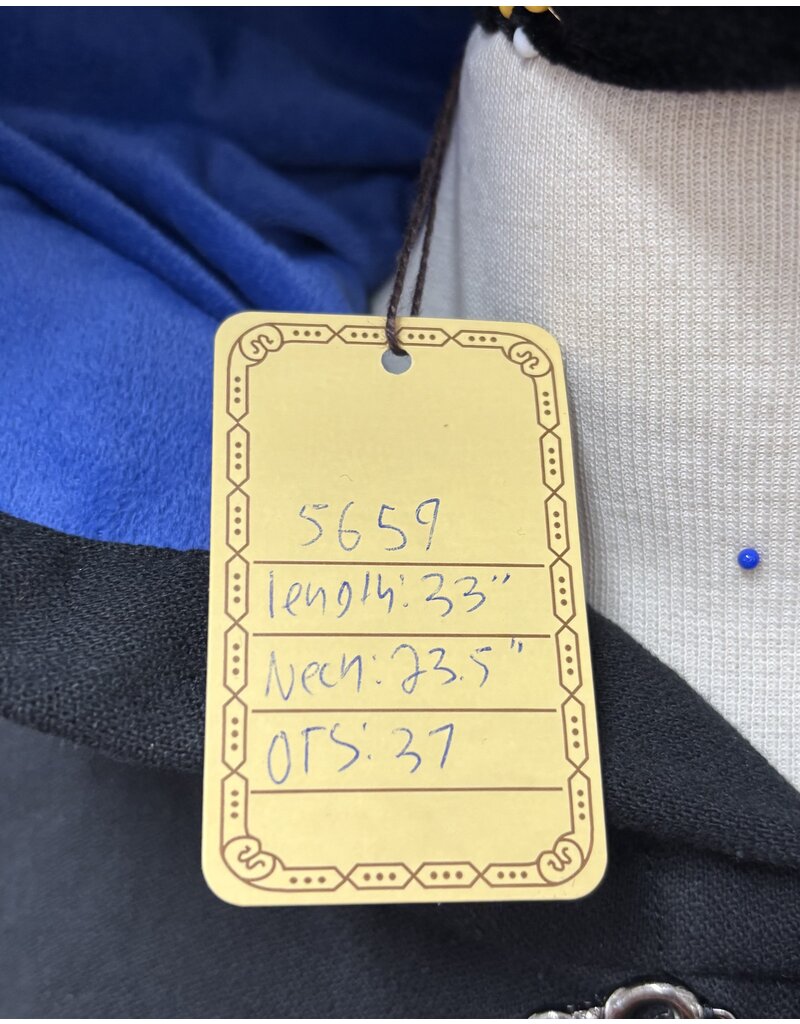 5659
length: 33"
Neck: 23.5"
OTS: 37